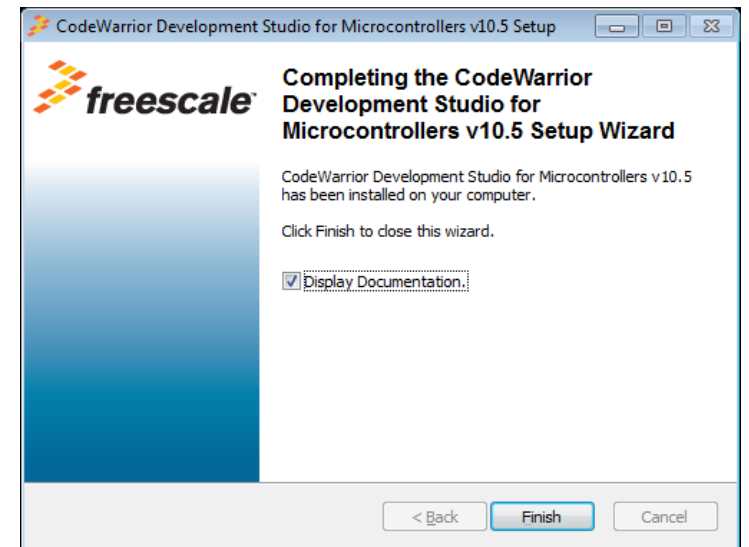 CodeWarrior Development Studio for Microcontrollers v10.5 Setup
freescale™
Completing the CodeWarrior
Development Studio for
Microcontrollers v10.5 Setup Wizard
CodeWarrior Development Studio for Microcontrollers v10.5
has been installed on your computer.
Click Finish to close this wizard.
Display Documentation.
< Back
Finish
Cancel